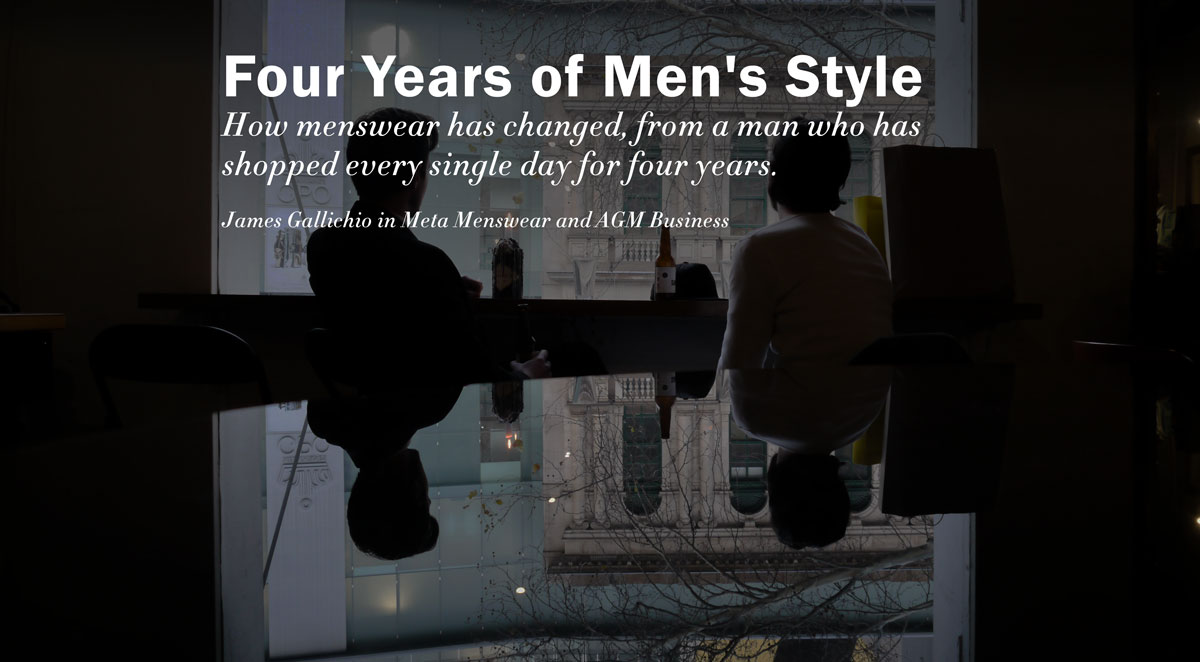 Four Years of Men's Style
How menswear has changed, from a man who has
shopped every single day for four years.
James Gallichio in Meta Menswear and AGM Business